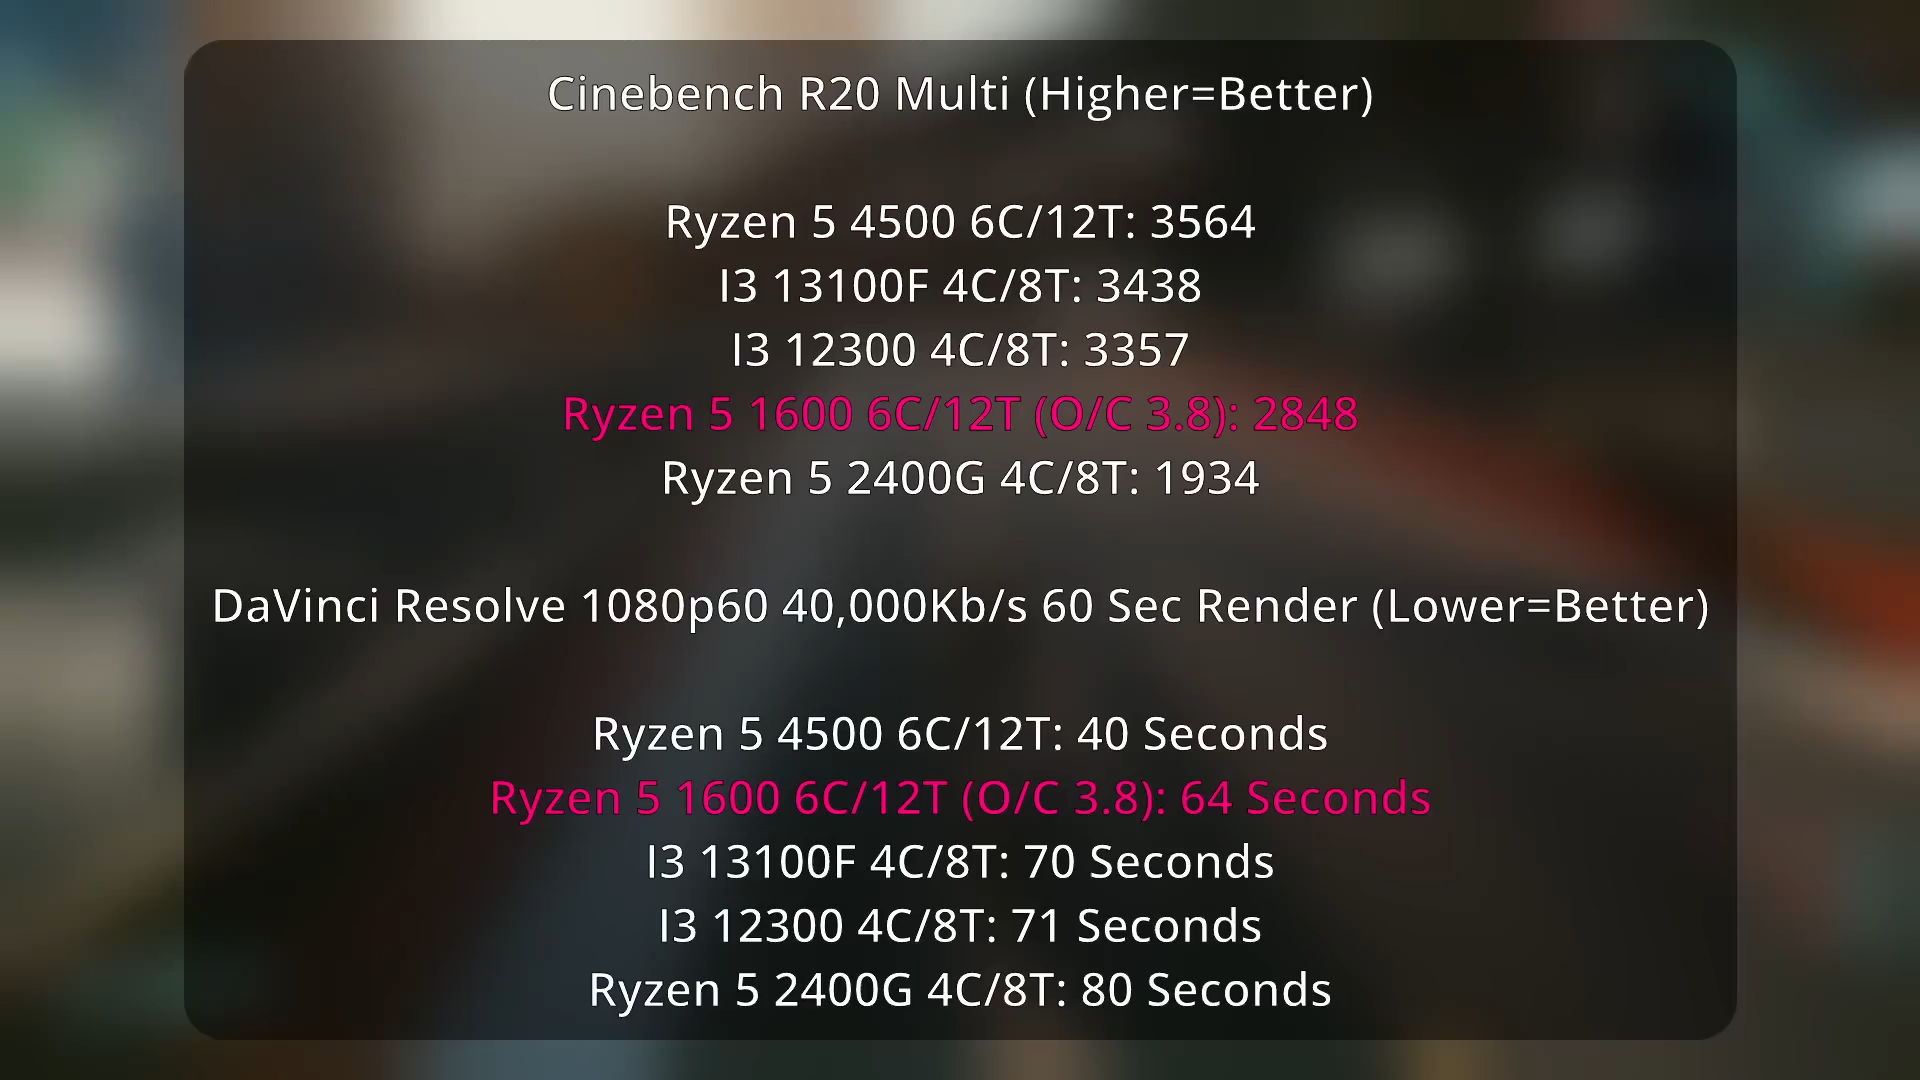 Cinebench R20 Multi (Higher=Better)
Ryzen 5 4500 6C/12T: 3564
I3 13100F 4C/8T: 3438
I3 12300 4C/8T: 3357
Ryzen 5 1600 6C/12T (O/C 3.8): 2848
Ryzen 5 2400G 4C/8T: 1934
DaVinci Resolve 1080p60 40,000Kb/s 60 Sec Render (Lower=Better)
Ryzen 5 4500 6C/12T: 40 Seconds
Ryzen 5 1600 6C/12T (O/C 3.8): 64 Seconds
I3 13100F 4C/8T: 70 Seconds
I3 12300 4C/8T: 71 Seconds
Ryzen 5 2400G 4C/8T: 80 Seconds